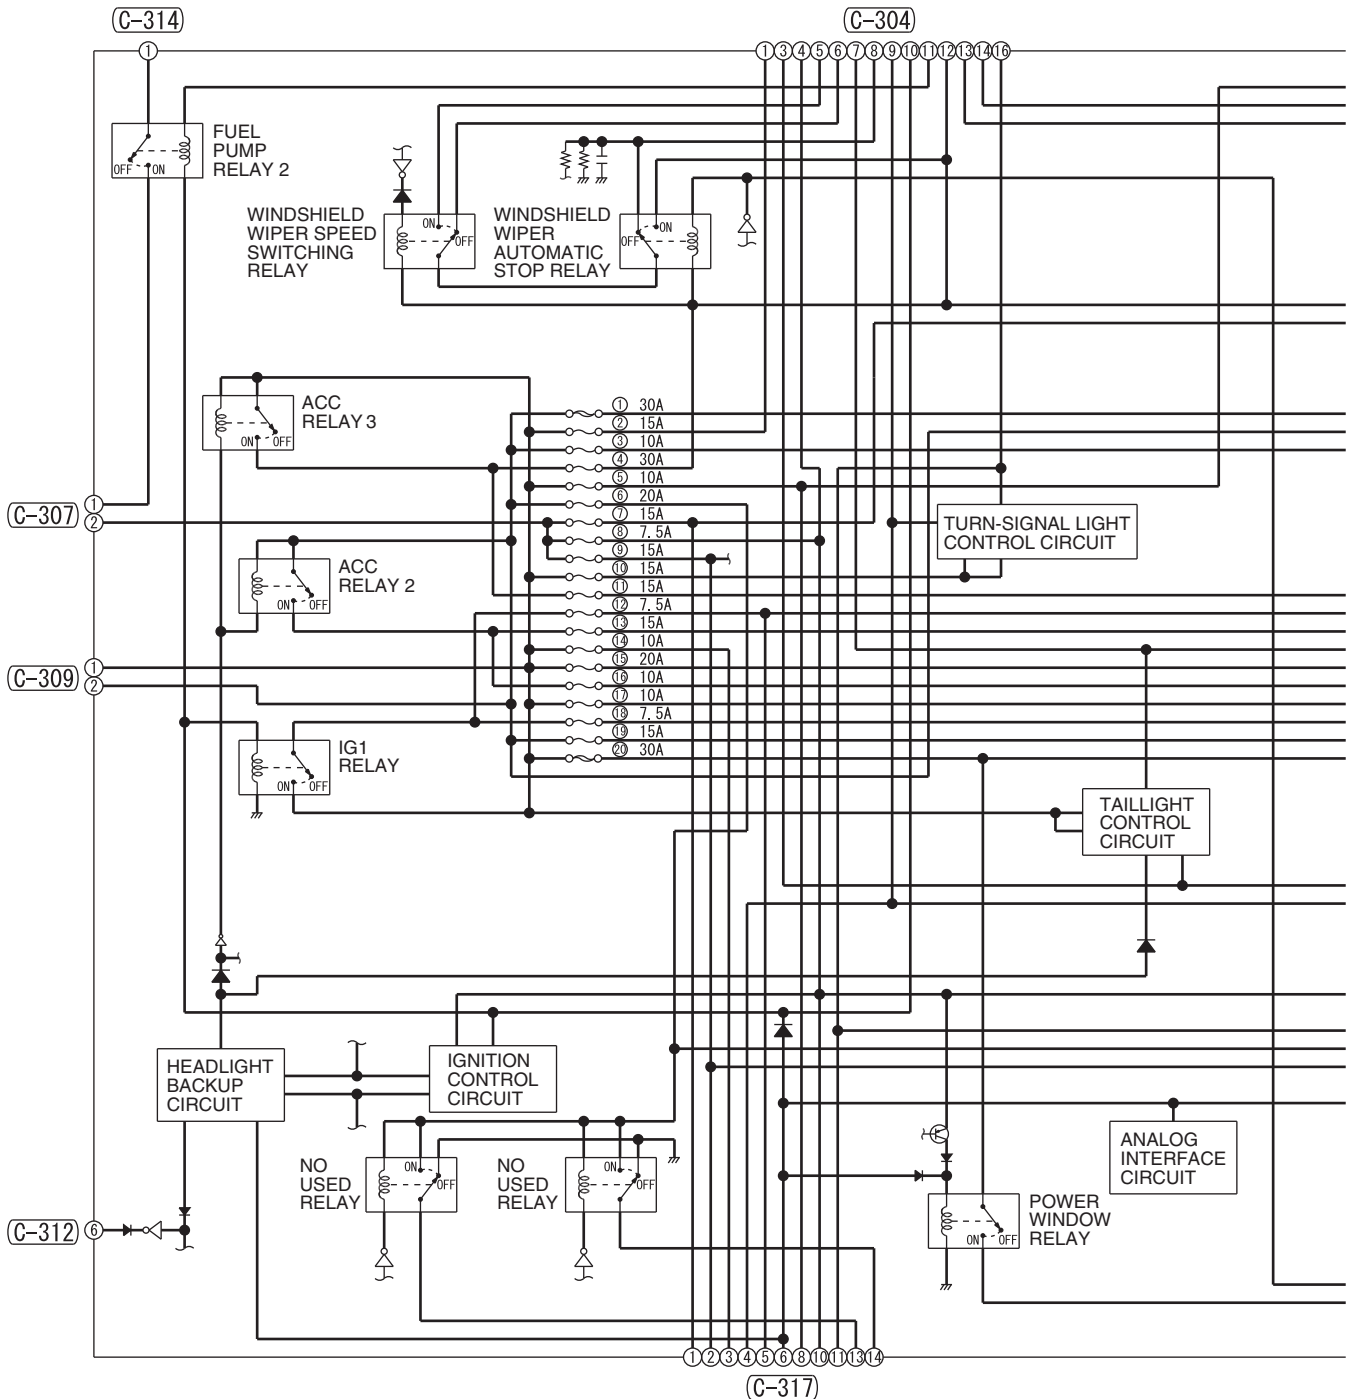 C-314
C-304
1
1 3 4 5 6 7 8 9 10 11 12 13 14 16
FUEL
PUMP
RELAY 2
OFF ON
WINDSHIELD
WIPER SPEED
SWITCHING
RELAY
ON
OFF
WINDSHIELD
WIPER
AUTOMATIC
STOP RELAY
ON
OFF
ACC
RELAY 3
ON OFF
1 30A
2 15A
3 10A
4 30A
5 10A
6 20A
7 15A
8 7.5A
9 15A
10 15A
11 15A
12 7.5A
13 15A
14 10A
15 20A
16 10A
17 10A
18 7.5A
19 15A
20 30A
C-307
1
2
TURN-SIGNAL LIGHT
CONTROL CIRCUIT
ACC
RELAY 2
ON OFF
C-309
1
2
IG1
RELAY
ON OFF
TAILLIGHT
CONTROL
CIRCUIT
HEADLIGHT
BACKUP
CIRCUIT
IGNITION
CONTROL
CIRCUIT
NO
USED
RELAY
ON
OFF
NO
USED
RELAY
ON
OFF
ANALOG
INTERFACE
CIRCUIT
POWER
WINDOW
RELAY
ON OFF
C-312
6
1 2 3 4 5 6 8 10 11 13 14
C-317